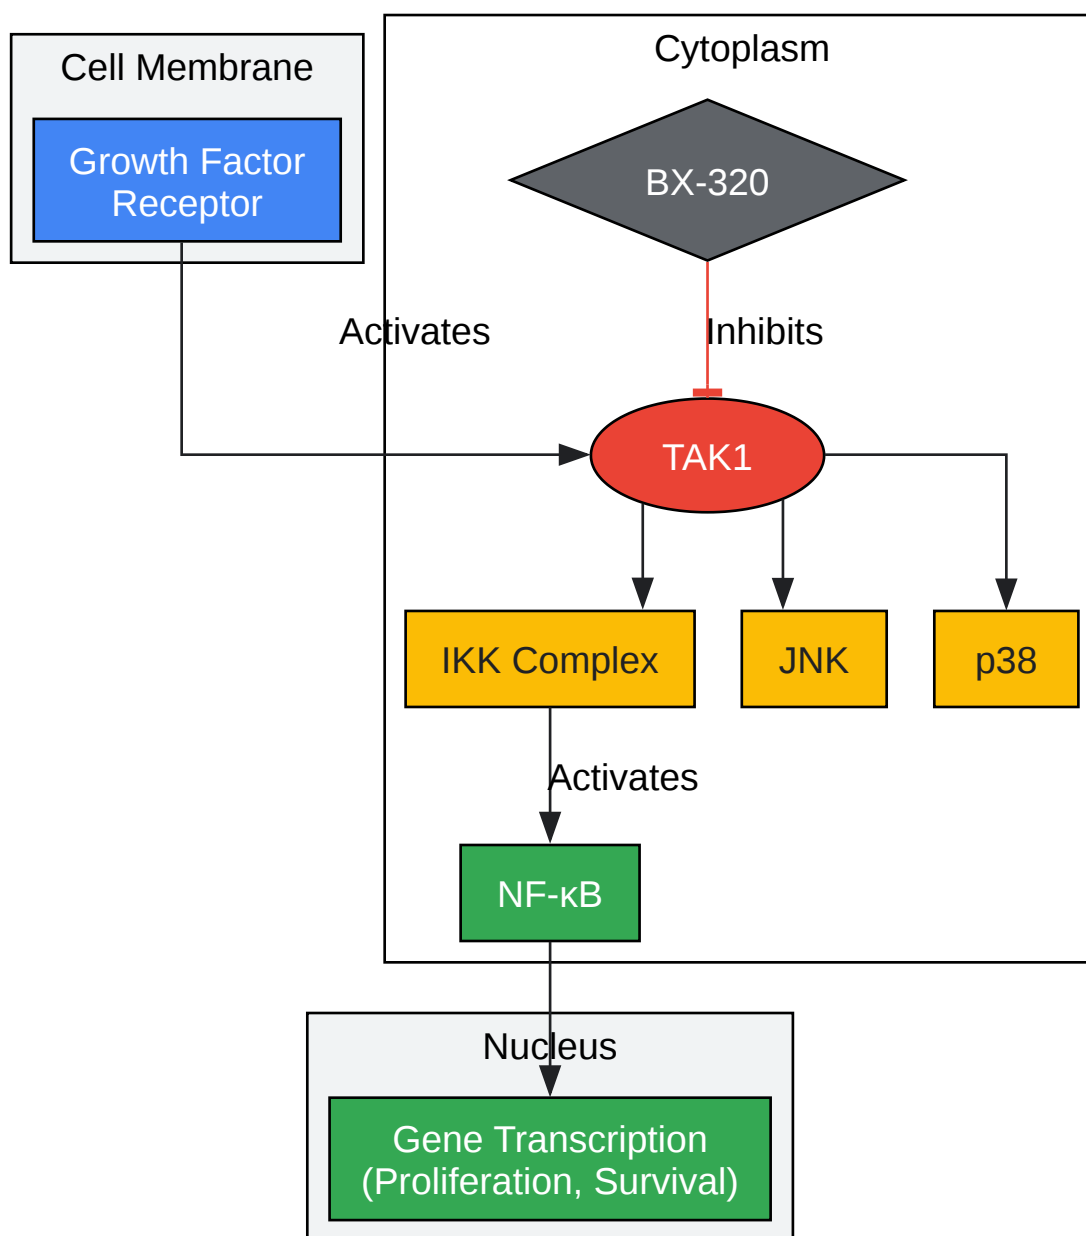 Cell Membrane
Growth Factor
Receptor
Cytoplasm
BX-320
Activates
Inhibits
TAK1
IKK Complex
JNK
p38
Activates
NF-κB
Nucleus
Gene Transcription
(Proliferation, Survival)